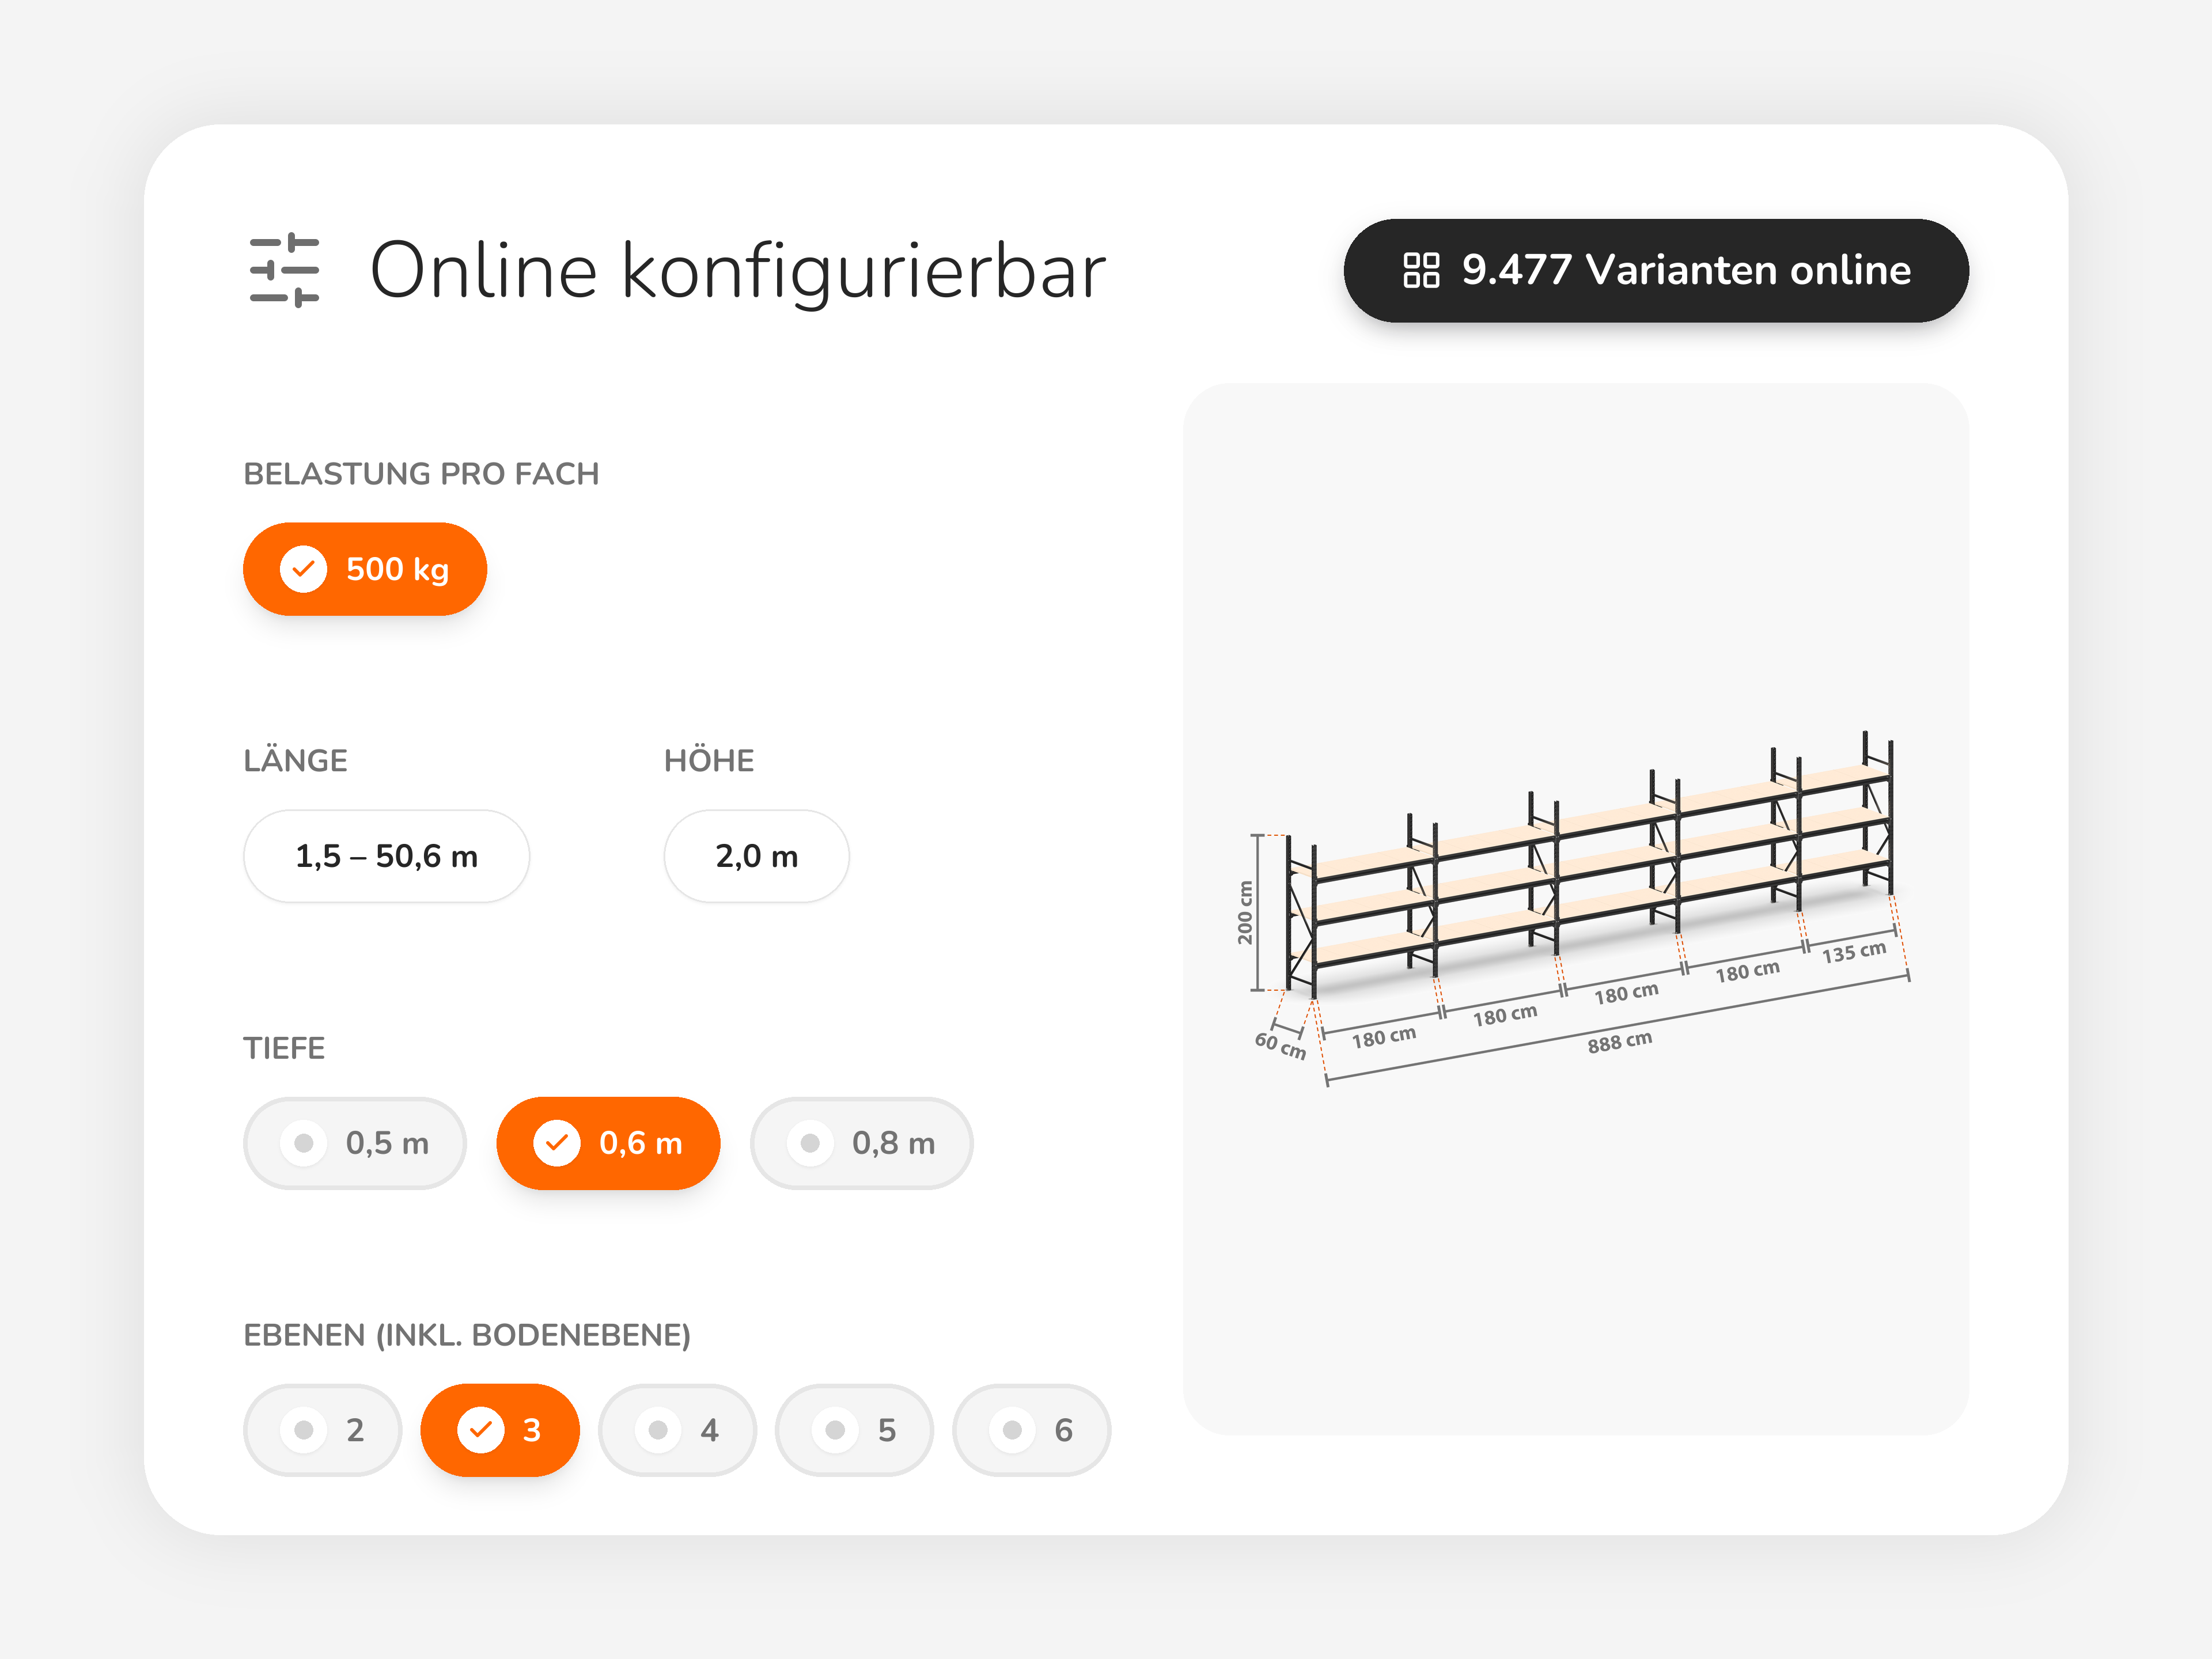 Online konfigurierbar
9.477 Varianten online
BELASTUNG PRO FACH
500 kg
LÄNGE
HÖHE
1,5 – 50,6 m
2,0 m
TIEFE
0,5 m
0,6 m
0,8 m
EBENEN (INKL. BODENEBENE)
2
3
4
5
6
200 cm
60 cm
180 cm
180 cm
180 cm
180 cm
135 cm
888 cm